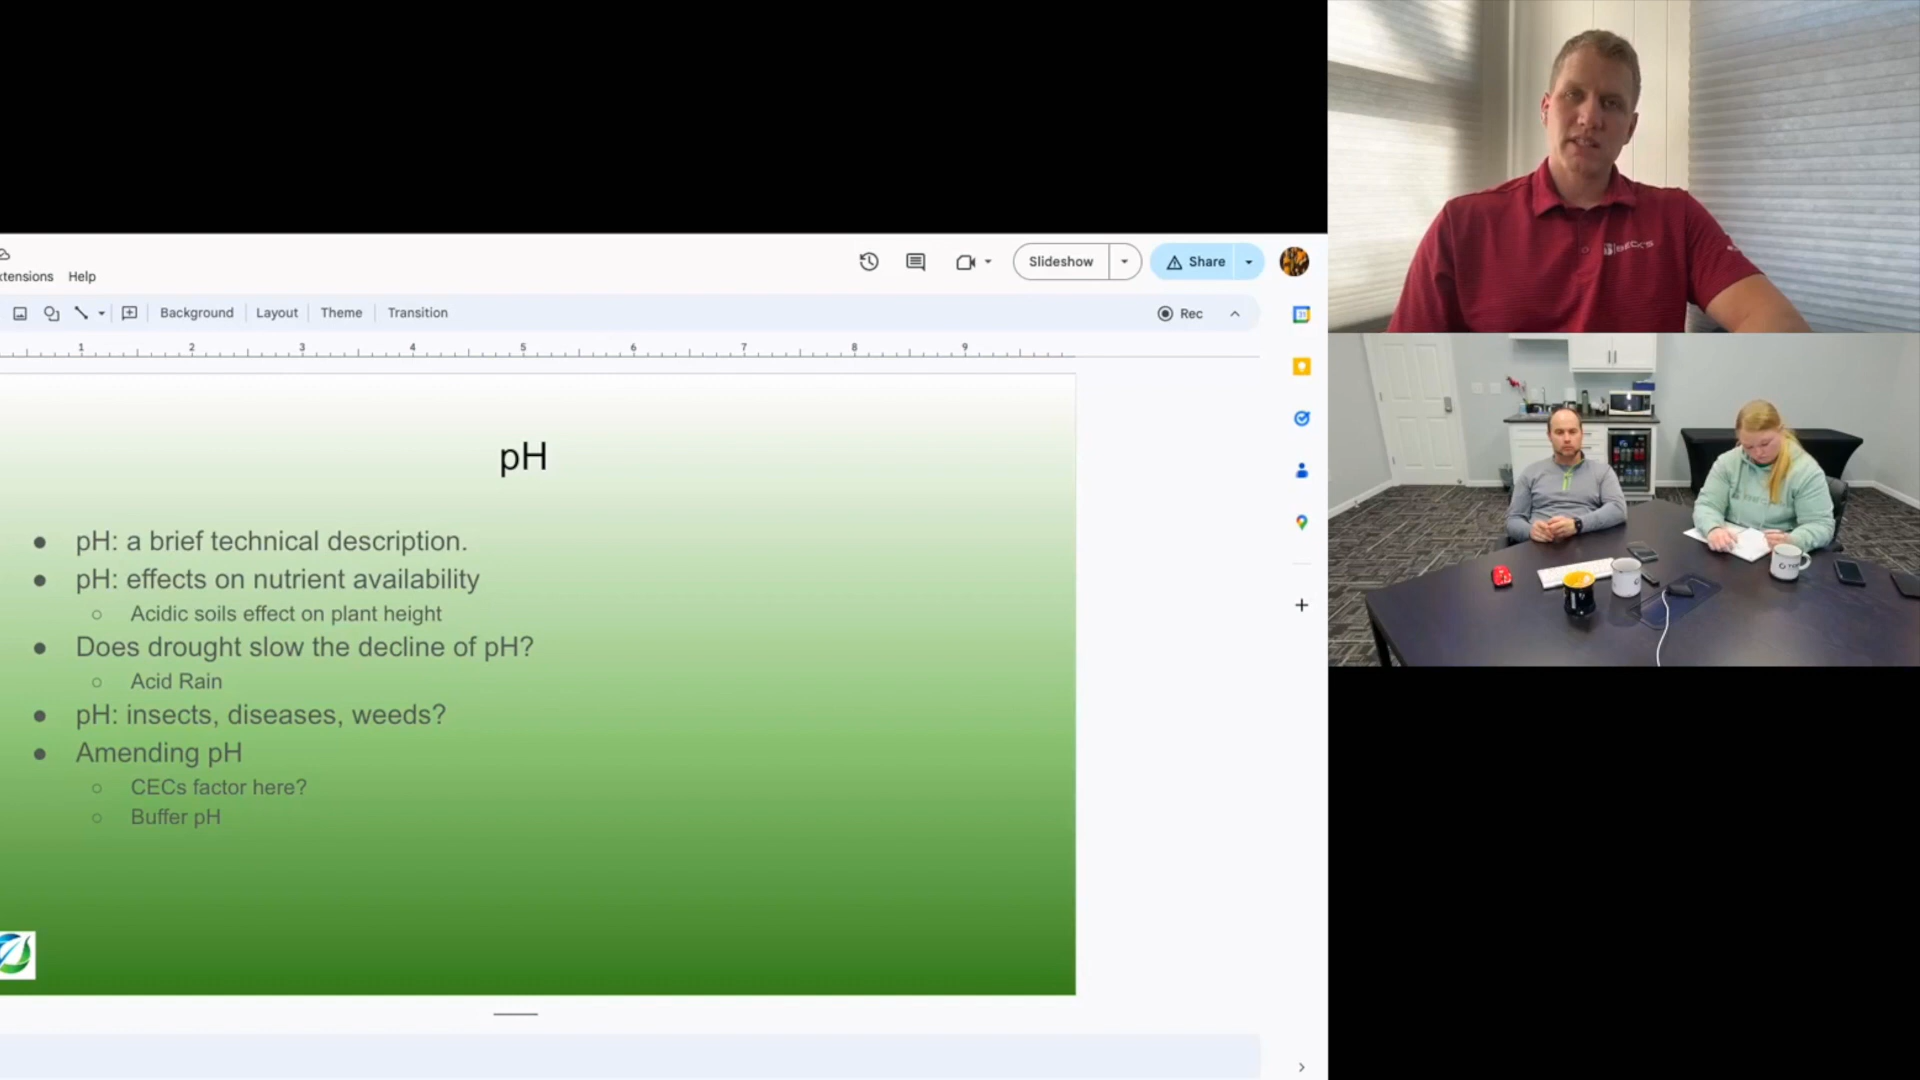 xtensions Help
Slideshow
Share
Background Layout Theme Transition
Rec
1 2 3 4 5 6 7 8 9
pH
● pH: a brief technical description.
● pH: effects on nutrient availability
○ Acidic soils effect on plant height
● Does drought slow the decline of pH?
○ Acid Rain
● pH: insects, diseases, weeds?
● Amending pH
○ CECs factor here?
○ Buffer pH
BECK'S